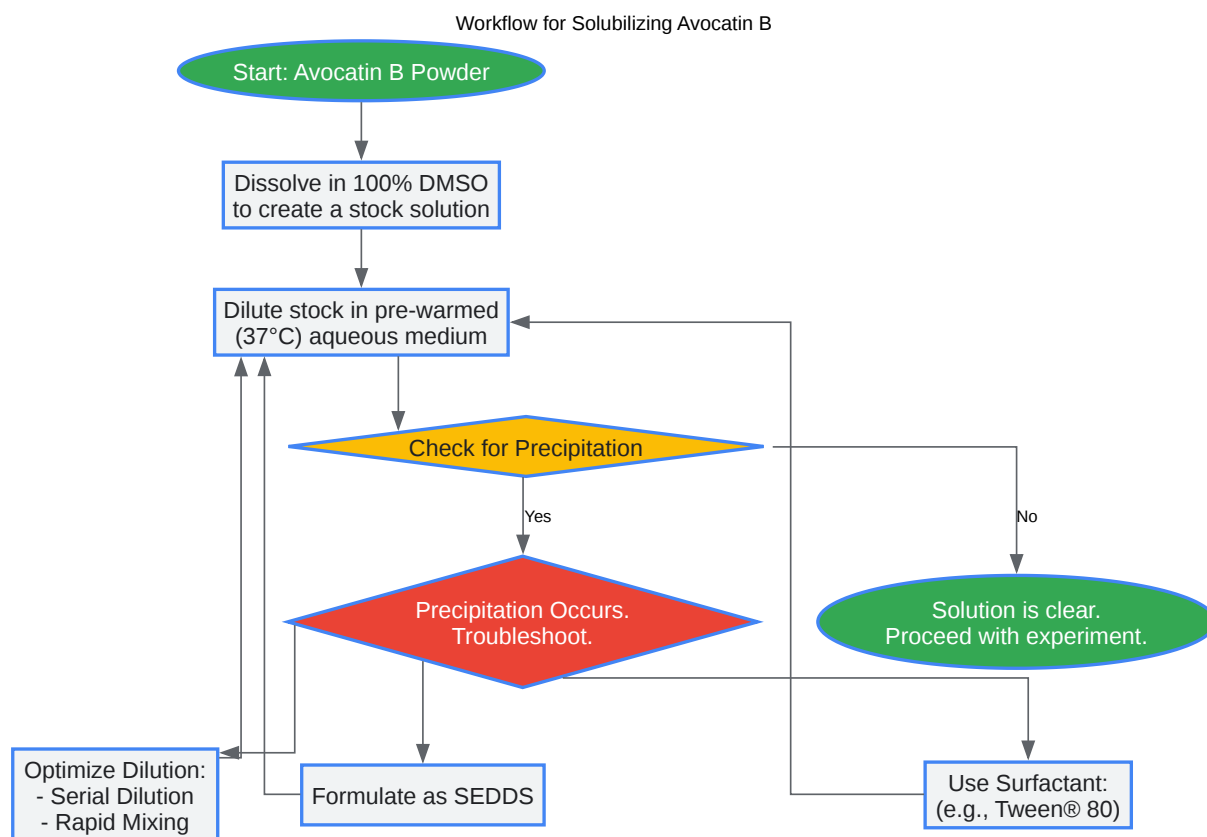 Workflow for Solubilizing Avocatin B
Start: Avocatin B Powder
Dissolve in 100% DMSO
to create a stock solution
Dilute stock in pre-warmed
(37°C) aqueous medium
Check for Precipitation
Yes
No
Precipitation Occurs.
Troubleshoot.
Solution is clear.
Proceed with experiment.
Optimize Dilution:
- Serial Dilution
- Rapid Mixing
Formulate as SEDDS
Use Surfactant:
(e.g., Tween® 80)